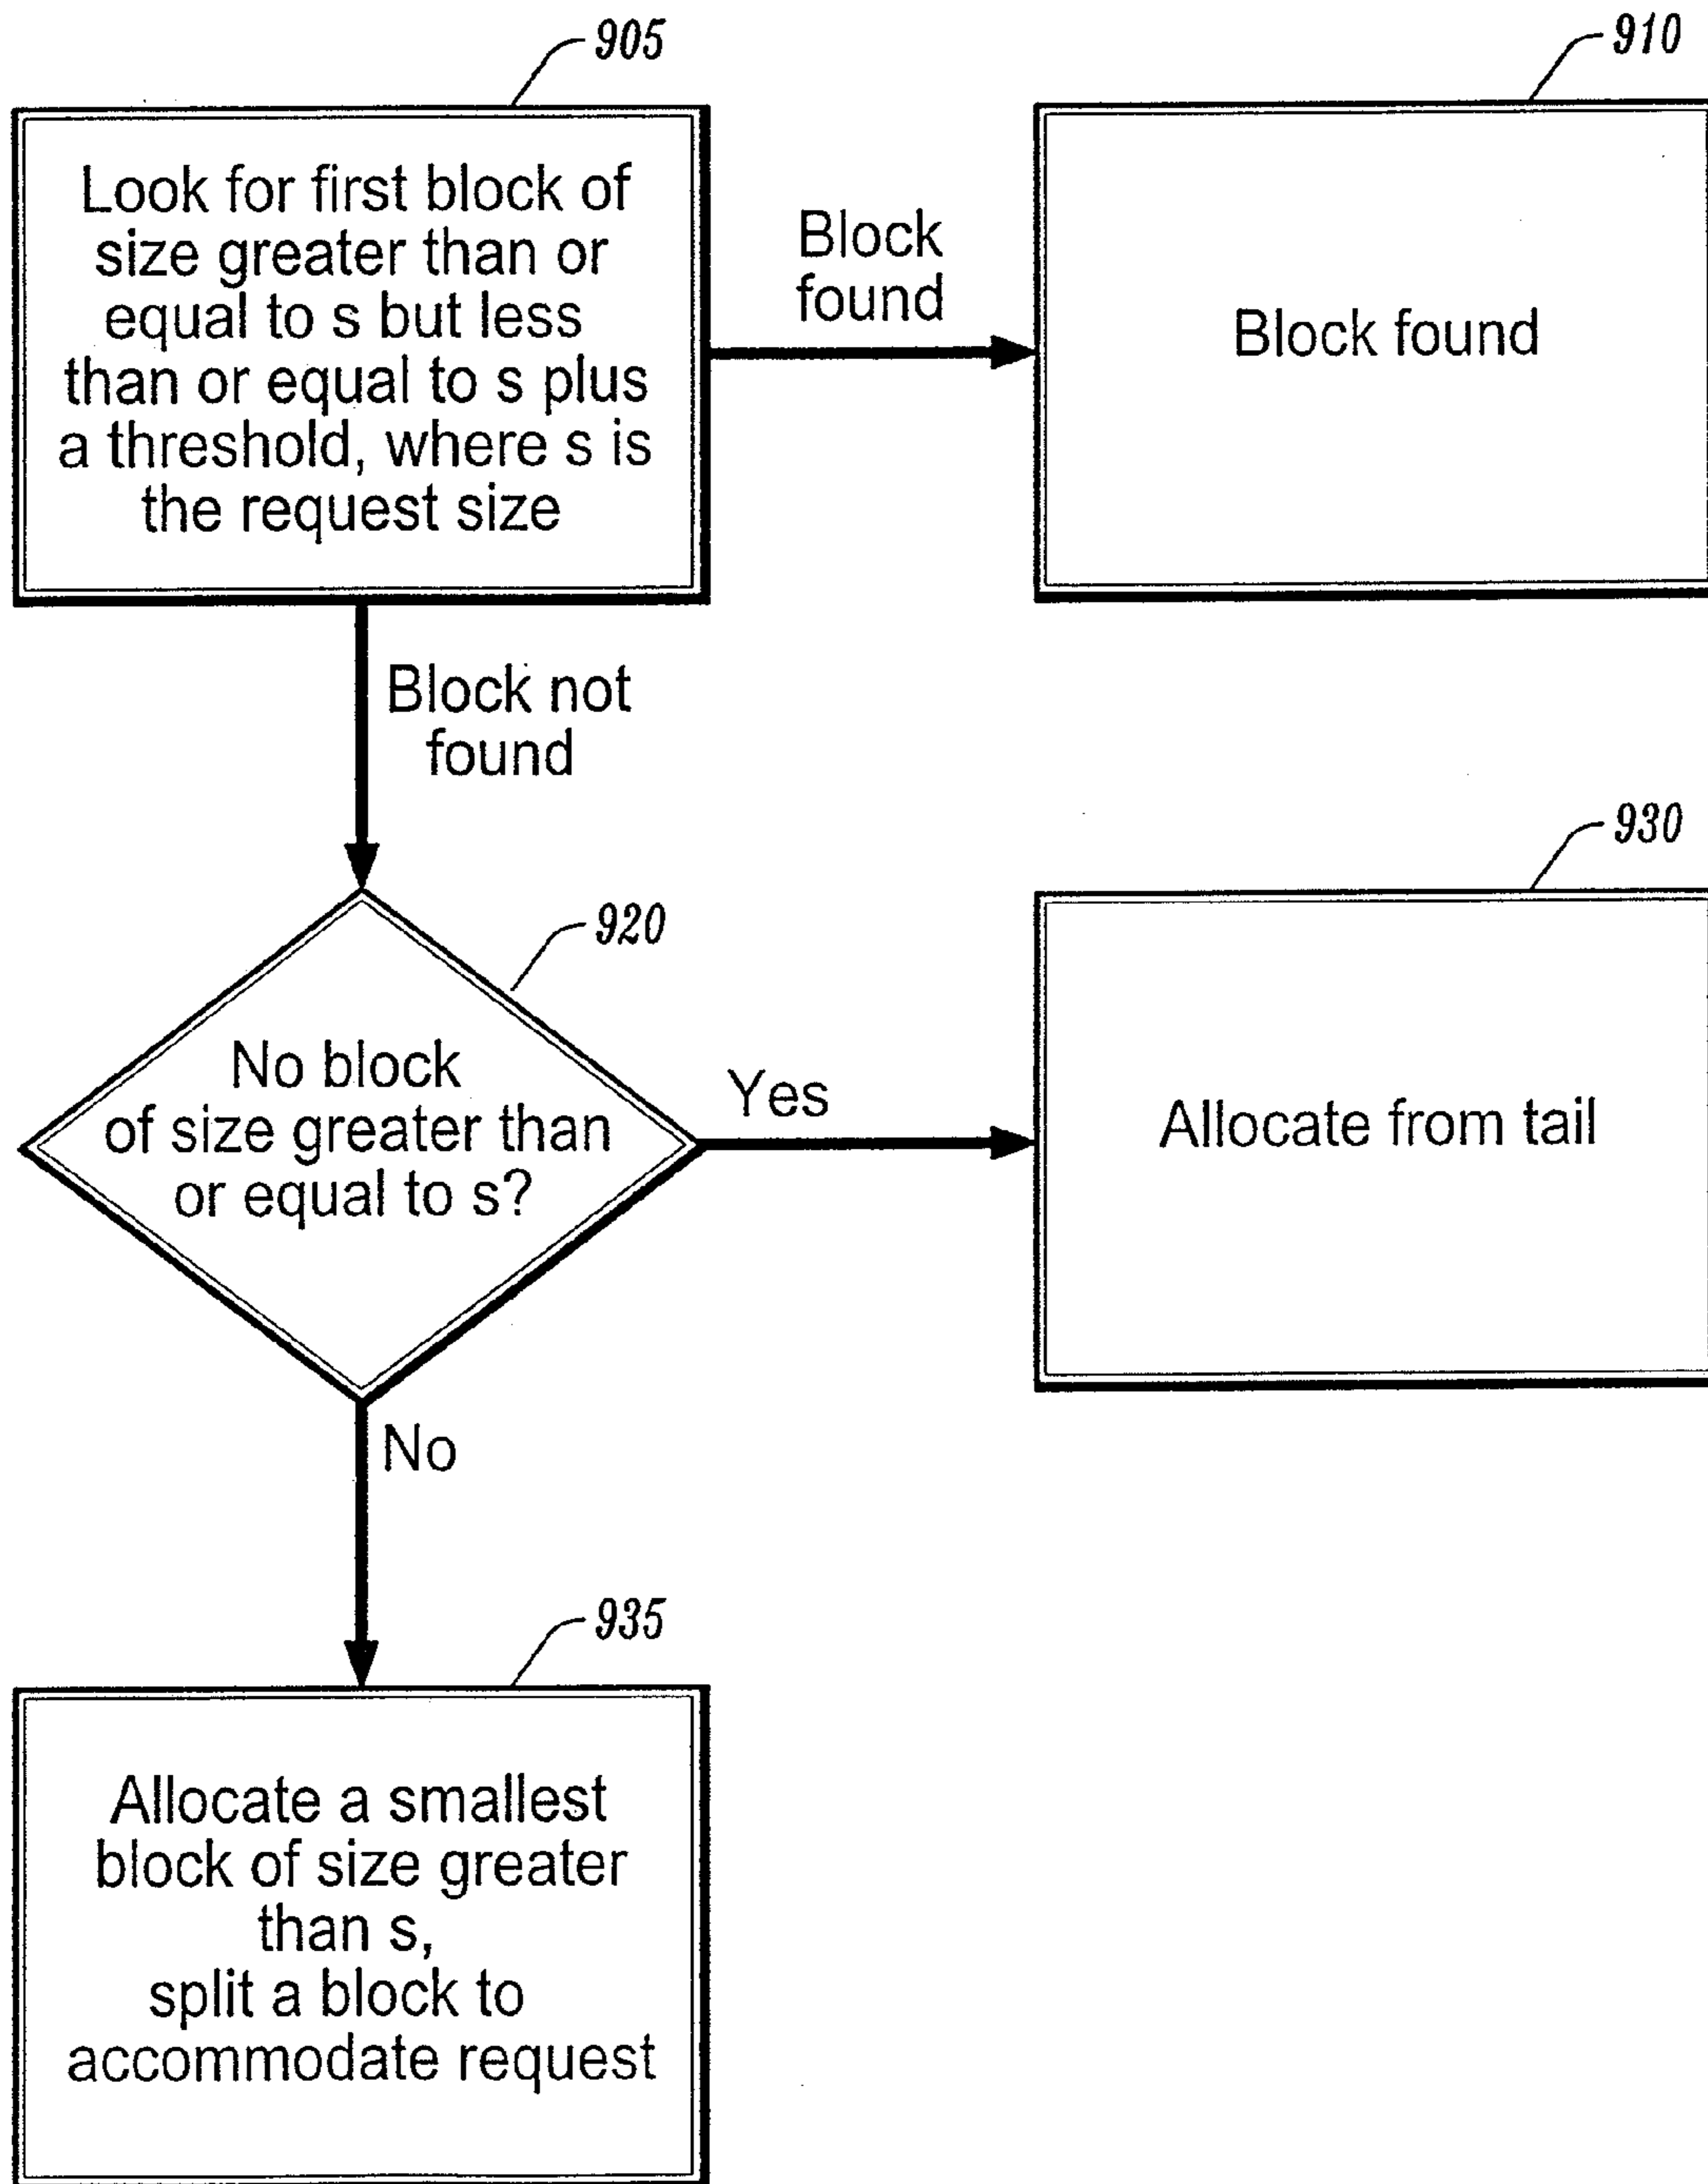 905
Look for first block of
size greater than or
equal to s but less
than or equal to s plus
a threshold, where s is
the request size
Block
found
910
Block found
Block not
found
920
No block
of size greater than
or equal to s?
Yes
930
Allocate from tail
No
935
Allocate a smallest
block of size greater
than s,
split a block to
accommodate request